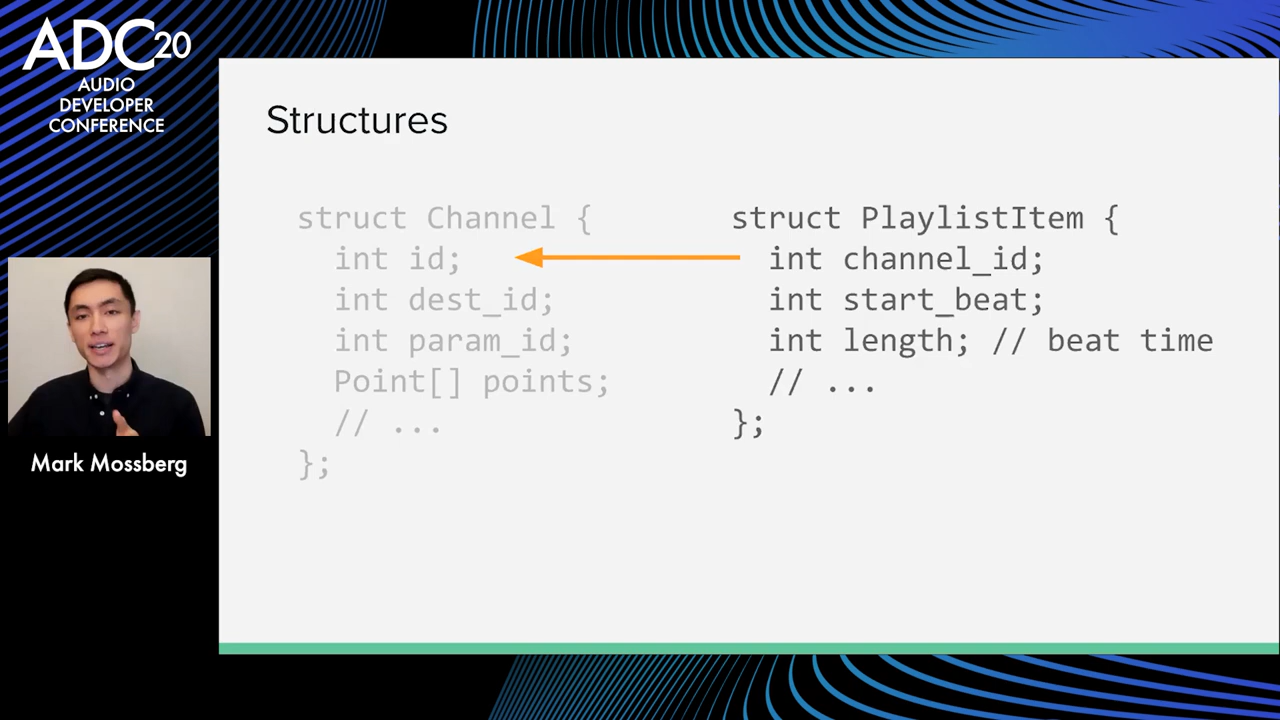 ADC20
AUDIO
DEVELOPER
CONFERENCE
Mark Mossberg
Structures
struct Channel {
int id;
int dest_id;
int param_id;
Point[] points;
// ...
};
struct PlaylistItem {
int channel_id;
int start_beat;
int length; // beat time
// ...
};